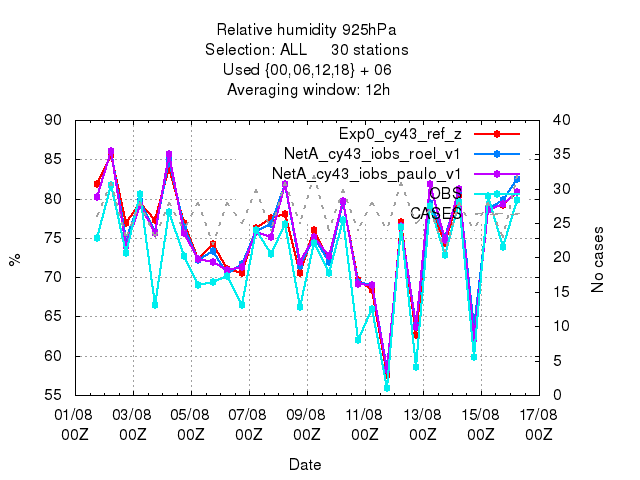 Relative humidity 925hPa
Selection: ALL 30 stations
Used {00,06,12,18} + 06
Averaging window: 12h
90
85
80
75
70
65
60
55
%
40
35
30
25
20
15
10
5
0
No cases
Exp0_cy43_ref_z
NetA_cy43_iobs_roel_v1
NetA_cy43_iobs_paulo_v1
OBS
CASES
01/08 03/08 05/08 07/08 09/08 11/08 13/08 15/08 17/08
00Z 00Z 00Z 00Z 00Z 00Z 00Z 00Z 00Z
Date